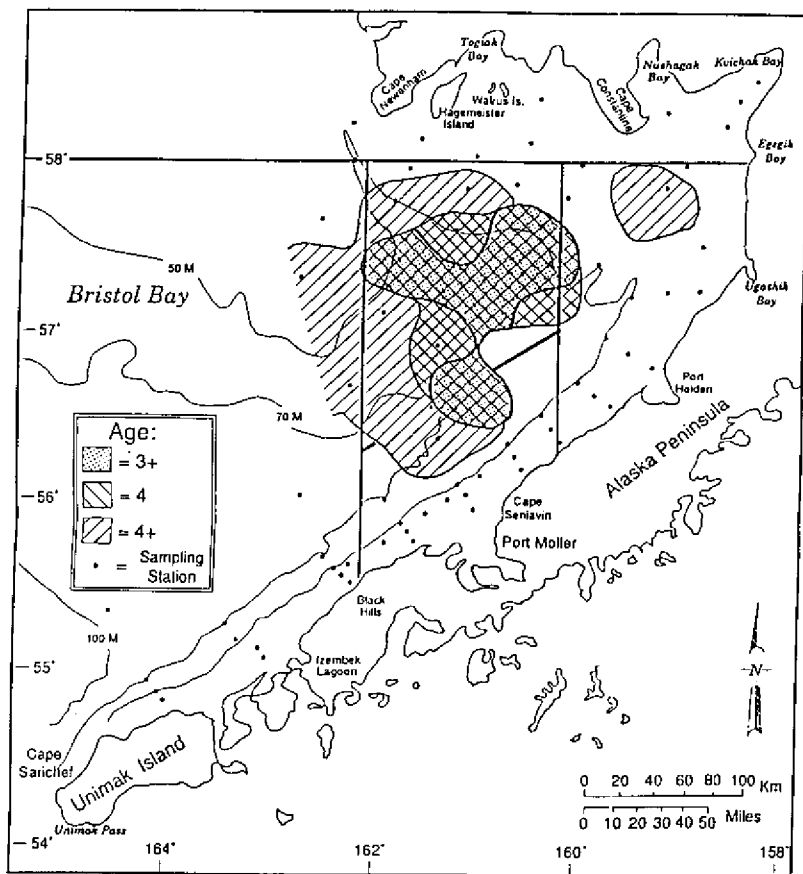 Togiak
Bay
Nushagak
Bay
Kvichak Bay
Cape
Newenham
Walrus Is.
Hagemeister
Island
Cape
Constantine
Egegik
Bay
58°
50 M
Bristol Bay
Ugashik
Bay
57°
Port
Heiden
70 M
Age:
= 3+
= 4
= 4+
= Sampling
Station
Alaska Peninsula
56°
Cape
Seniavin
Port Moller
Black
Hills
100 M
55°
Izembek
Lagoon
N
Cape
Sarichef
Unimak Island
Unimak Pass
0 20 40 60 80 100 Km
0 10 20 30 40 50 Miles
54°
164°
162°
160°
158°